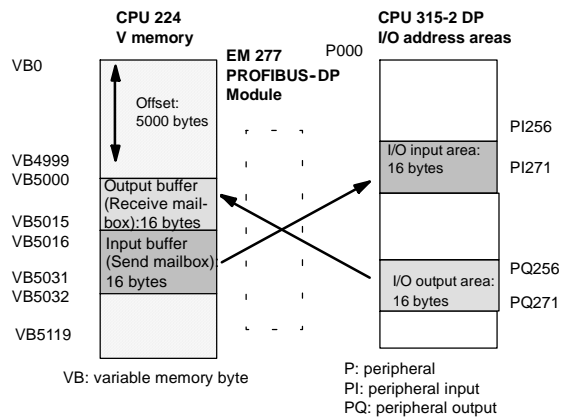 CPU 224
V memory
CPU 315-2 DP
I/O address areas
EM 277
PROFIBUS-DP
Module
P000
VB0
Offset:
5000 bytes
VB4999
VB5000
Output buffer
(Receive mail-
box):16 bytes
VB5015
VB5016
Input buffer
(Send mailbox):
16 bytes
VB5031
VB5032
VB5119
PI256
I/O input area:
16 bytes
PI271
PQ256
I/O output area:
16 bytes
PQ271
VB: variable memory byte
P: peripheral
PI: peripheral input
PQ: peripheral output